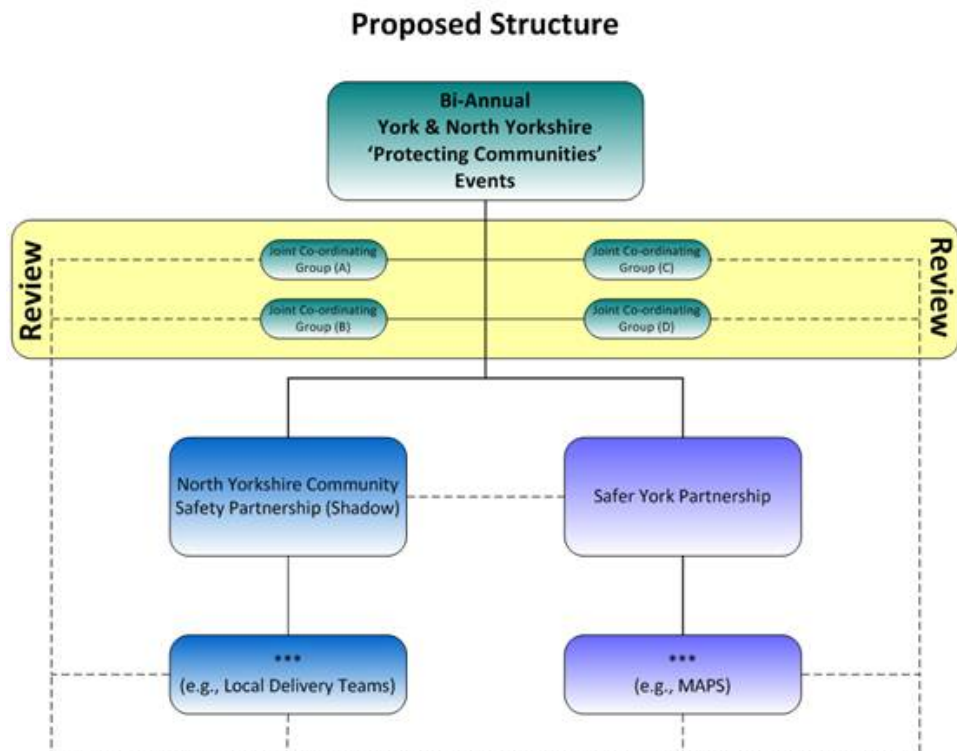 Proposed Structure
Bi-Annual
York & North Yorkshire
‘Protecting Communities’
Events
Review
Review
Joint Co-ordinating
Group (A)
Joint Co-ordinating
Group (C)
Joint Co-ordinating
Group (B)
Joint Co-ordinating
Group (D)
North Yorkshire Community
Safety Partnership (Shadow)
Safer York Partnership
***
(e.g., Local Delivery Teams)
***
(e.g., MAPS)